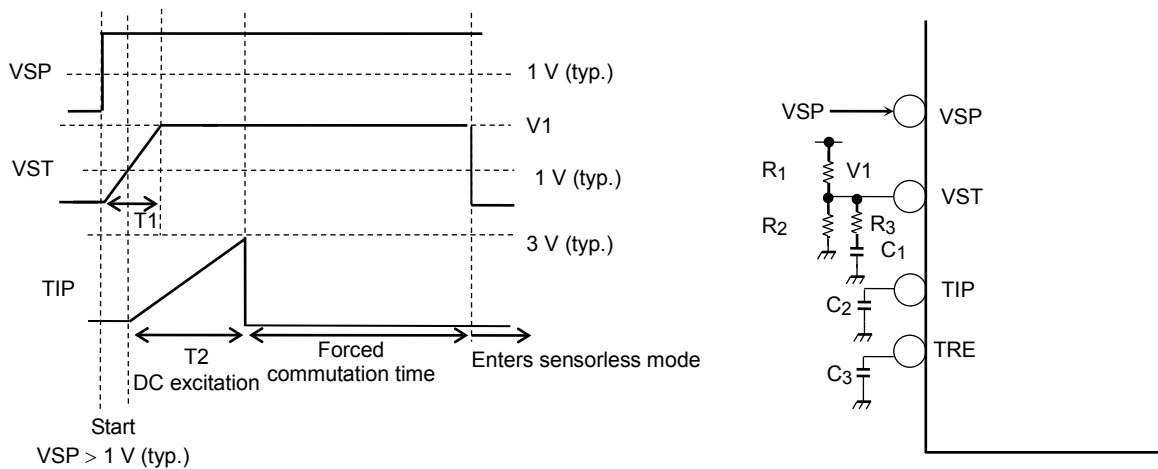 VSP
1 V (typ.)
V1
VST
1 V (typ.)
T1
3 V (typ.)
TIP
T2
DC excitation
Forced
commutation time
Enters sensorless mode
Start
VSP > 1 V (typ.)
VSP
VSP
R1
V1
VST
R2
R3
C1
TIP
C2
TRE
C3